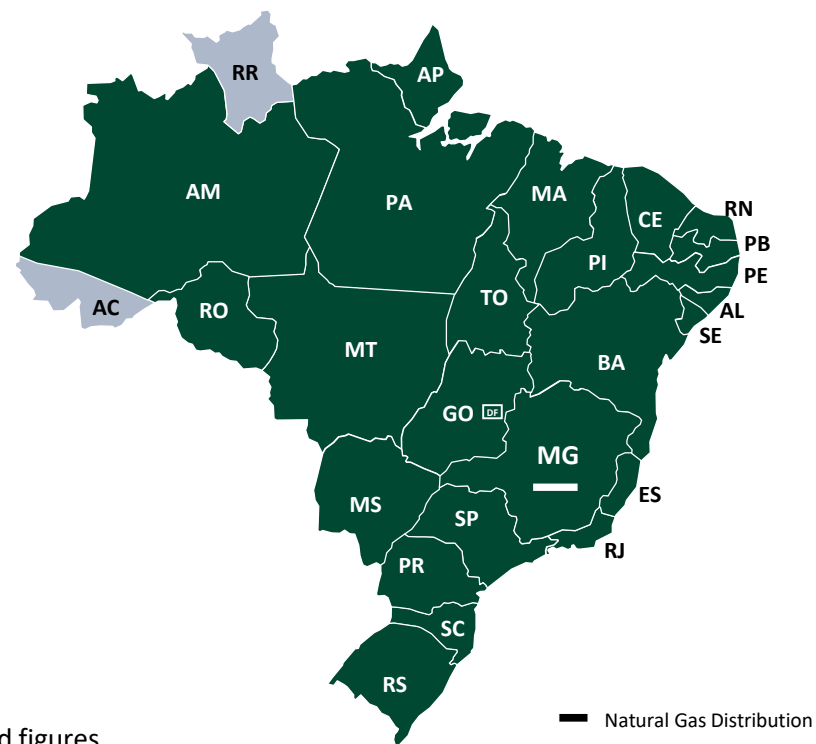 RR
AP
AM
PA
MA
CE
RN
PB
PI
PE
AC
RO
TO
AL
SE
MT
BA
GO
DF
MG
MS
SP
ES
RJ
PR
SC
RS
Natural Gas Distribution
d figures